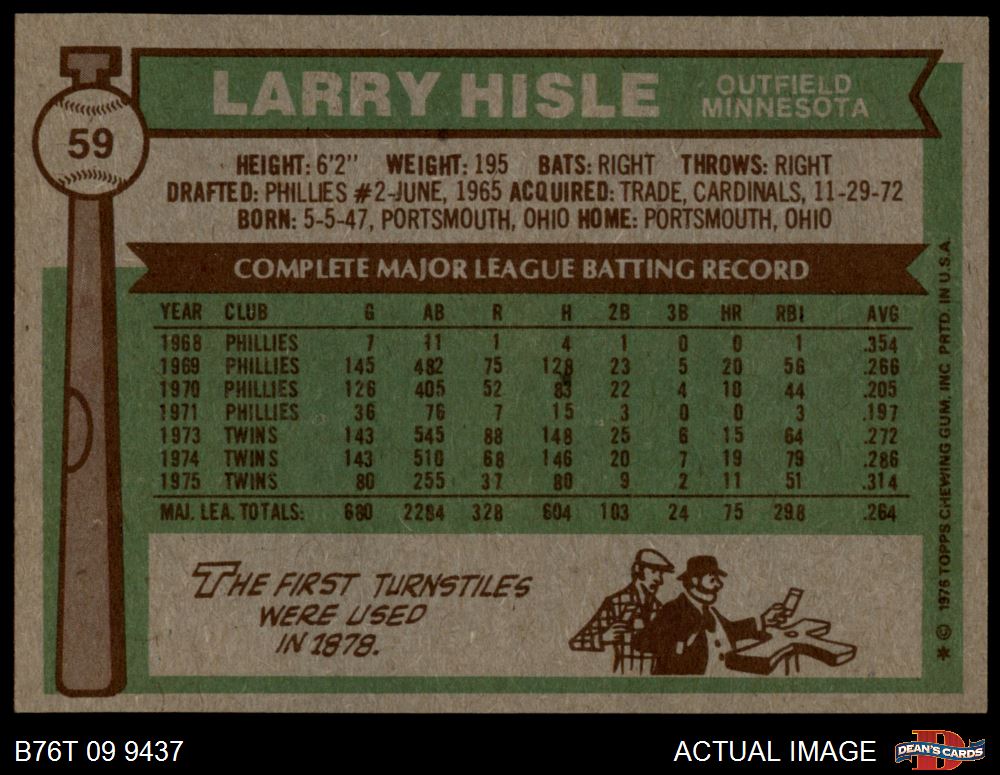 59
LARRY HISLE
OUTFIELD
MINNESOTA
HEIGHT: 6'2" WEIGHT: 195 BATS: RIGHT THROWS: RIGHT
DRAFTED: PHILLIES #2-JUNE, 1965 ACQUIRED: TRADE, CARDINALS, 11-29-72
BORN: 5-5-47, PORTSMOUTH, OHIO HOME: PORTSMOUTH, OHIO
COMPLETE MAJOR LEAGUE BATTING RECORD
YEAR CLUB G AB R H 2B 3B HR RBI AVG
1968 PHILLIES 7 11 1 4 1 0 0 1 .354
1969 PHILLIES 145 482 75 128 23 5 20 56 .266
1970 PHILLIES 126 405 52 83 22 4 10 44 .205
1971 PHILLIES 36 76 7 15 3 0 0 3 .197
1973 TWINS 143 545 88 148 25 6 15 64 .272
1974 TWINS 143 510 68 146 20 7 19 79 .286
1975 TWINS 80 255 37 80 9 2 11 51 .314
MAJ. LEA. TOTALS: 680 2284 328 604 103 24 75 298 .264
THE FIRST TURNSTILES
WERE USED
IN 1878.
* © 1976 TOPPS CHEWING GUM, INC PRTD. IN U.S.A.
B76T 09 9437
ACTUAL IMAGE
DEAN'S CARDS